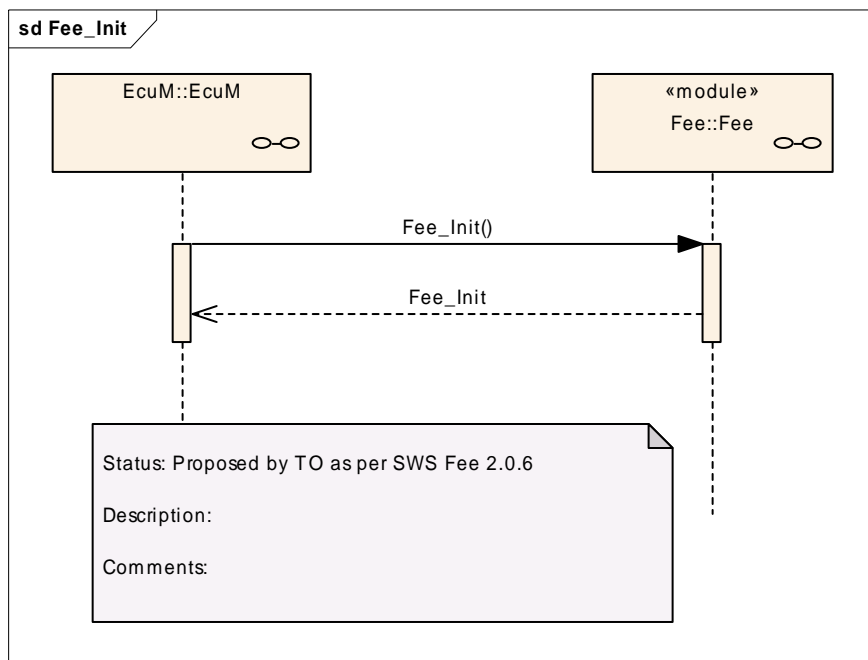 sd Fee_Init
EcuM::EcuM
«module»
Fee::Fee
Fee_Init()
Fee_Init
Status: Proposed by TO as per SWS Fee 2.0.6
Description:
Comments: